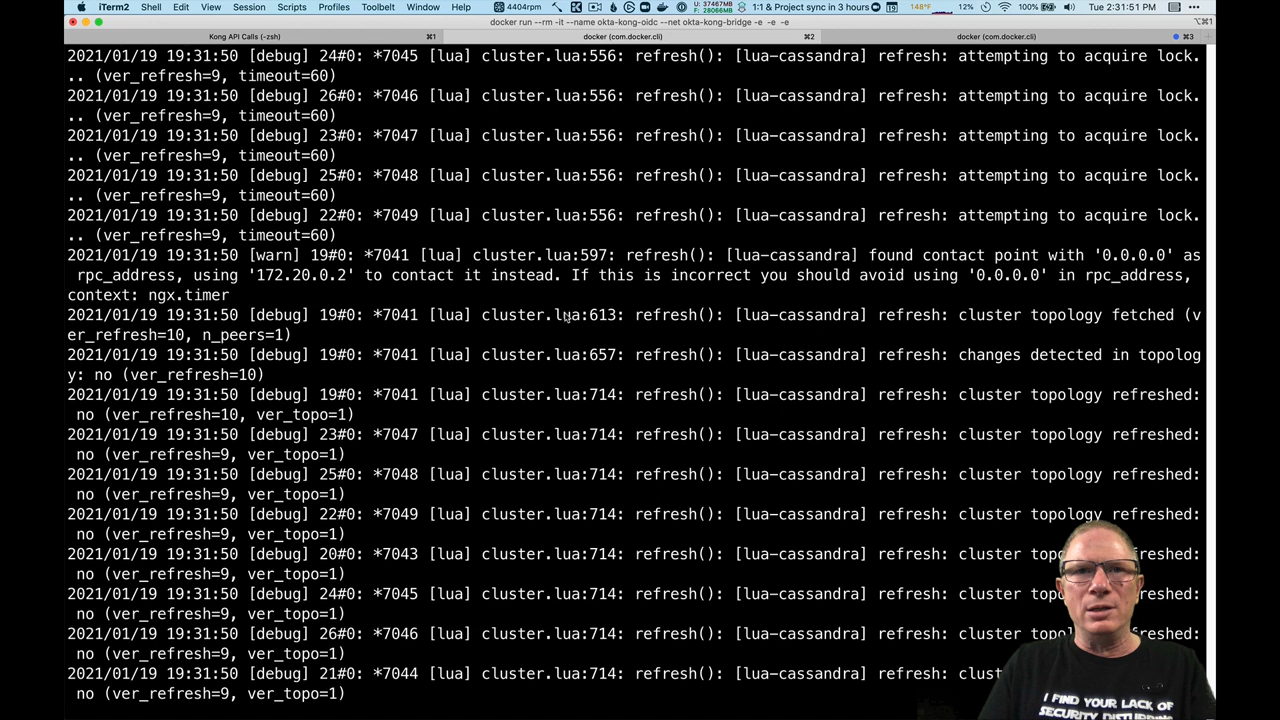 iTerm2 Shell Edit View Session Scripts Profiles Toolbelt Window Help 4404rpm U: 37467MB F: 28066MB 1:1 & Project sync in 3 hours 19 148°F 12% 100% Tue 2:31:51 PM
docker run --rm -it --name okta-kong-oidc --net okta-kong-bridge -e -e -e ⌥⌘1
Kong API Calls (-zsh) ⌘1 docker (com.docker.cli) ⌘2 docker (com.docker.cli) ⌘3
2021/01/19 19:31:50 [debug] 24#0: *7045 [lua] cluster.lua:556: refresh(): [lua-cassandra] refresh: attempting to acquire lock.
.. (ver_refresh=9, timeout=60)
2021/01/19 19:31:50 [debug] 26#0: *7046 [lua] cluster.lua:556: refresh(): [lua-cassandra] refresh: attempting to acquire lock.
.. (ver_refresh=9, timeout=60)
2021/01/19 19:31:50 [debug] 23#0: *7047 [lua] cluster.lua:556: refresh(): [lua-cassandra] refresh: attempting to acquire lock.
.. (ver_refresh=9, timeout=60)
2021/01/19 19:31:50 [debug] 25#0: *7048 [lua] cluster.lua:556: refresh(): [lua-cassandra] refresh: attempting to acquire lock.
.. (ver_refresh=9, timeout=60)
2021/01/19 19:31:50 [debug] 22#0: *7049 [lua] cluster.lua:556: refresh(): [lua-cassandra] refresh: attempting to acquire lock.
.. (ver_refresh=9, timeout=60)
2021/01/19 19:31:50 [warn] 19#0: *7041 [lua] cluster.lua:597: refresh(): [lua-cassandra] found contact point with '0.0.0.0' as
rpc_address, using '172.20.0.2' to contact it instead. If this is incorrect you should avoid using '0.0.0.0' in rpc_address,
context: ngx.timer
2021/01/19 19:31:50 [debug] 19#0: *7041 [lua] cluster.lua:613: refresh(): [lua-cassandra] refresh: cluster topology fetched (v
er_refresh=10, n_peers=1)
2021/01/19 19:31:50 [debug] 19#0: *7041 [lua] cluster.lua:657: refresh(): [lua-cassandra] refresh: changes detected in topolog
y: no (ver_refresh=10)
2021/01/19 19:31:50 [debug] 19#0: *7041 [lua] cluster.lua:714: refresh(): [lua-cassandra] refresh: cluster topology refreshed:
no (ver_refresh=10, ver_topo=1)
2021/01/19 19:31:50 [debug] 23#0: *7047 [lua] cluster.lua:714: refresh(): [lua-cassandra] refresh: cluster topology refreshed:
no (ver_refresh=9, ver_topo=1)
2021/01/19 19:31:50 [debug] 25#0: *7048 [lua] cluster.lua:714: refresh(): [lua-cassandra] refresh: cluster topology refreshed:
no (ver_refresh=9, ver_topo=1)
2021/01/19 19:31:50 [debug] 22#0: *7049 [lua] cluster.lua:714: refresh(): [lua-cassandra] refresh: cluster topology refreshed:
no (ver_refresh=9, ver_topo=1)
2021/01/19 19:31:50 [debug] 20#0: *7043 [lua] cluster.lua:714: refresh(): [lua-cassandra] refresh: cluster topo refreshed:
no (ver_refresh=9, ver_topo=1)
2021/01/19 19:31:50 [debug] 24#0: *7045 [lua] cluster.lua:714: refresh(): [lua-cassandra] refresh: cluster topo refreshed:
no (ver_refresh=9, ver_topo=1)
2021/01/19 19:31:50 [debug] 26#0: *7046 [lua] cluster.lua:714: refresh(): [lua-cassandra] refresh: cluster topo refreshed:
no (ver_refresh=9, ver_topo=1)
2021/01/19 19:31:50 [debug] 21#0: *7044 [lua] cluster.lua:714: refresh(): [lua-cassandra] refresh: clust
no (ver_refresh=9, ver_topo=1)
I FIND YOUR LACK OF
SECURITY DISTURBING